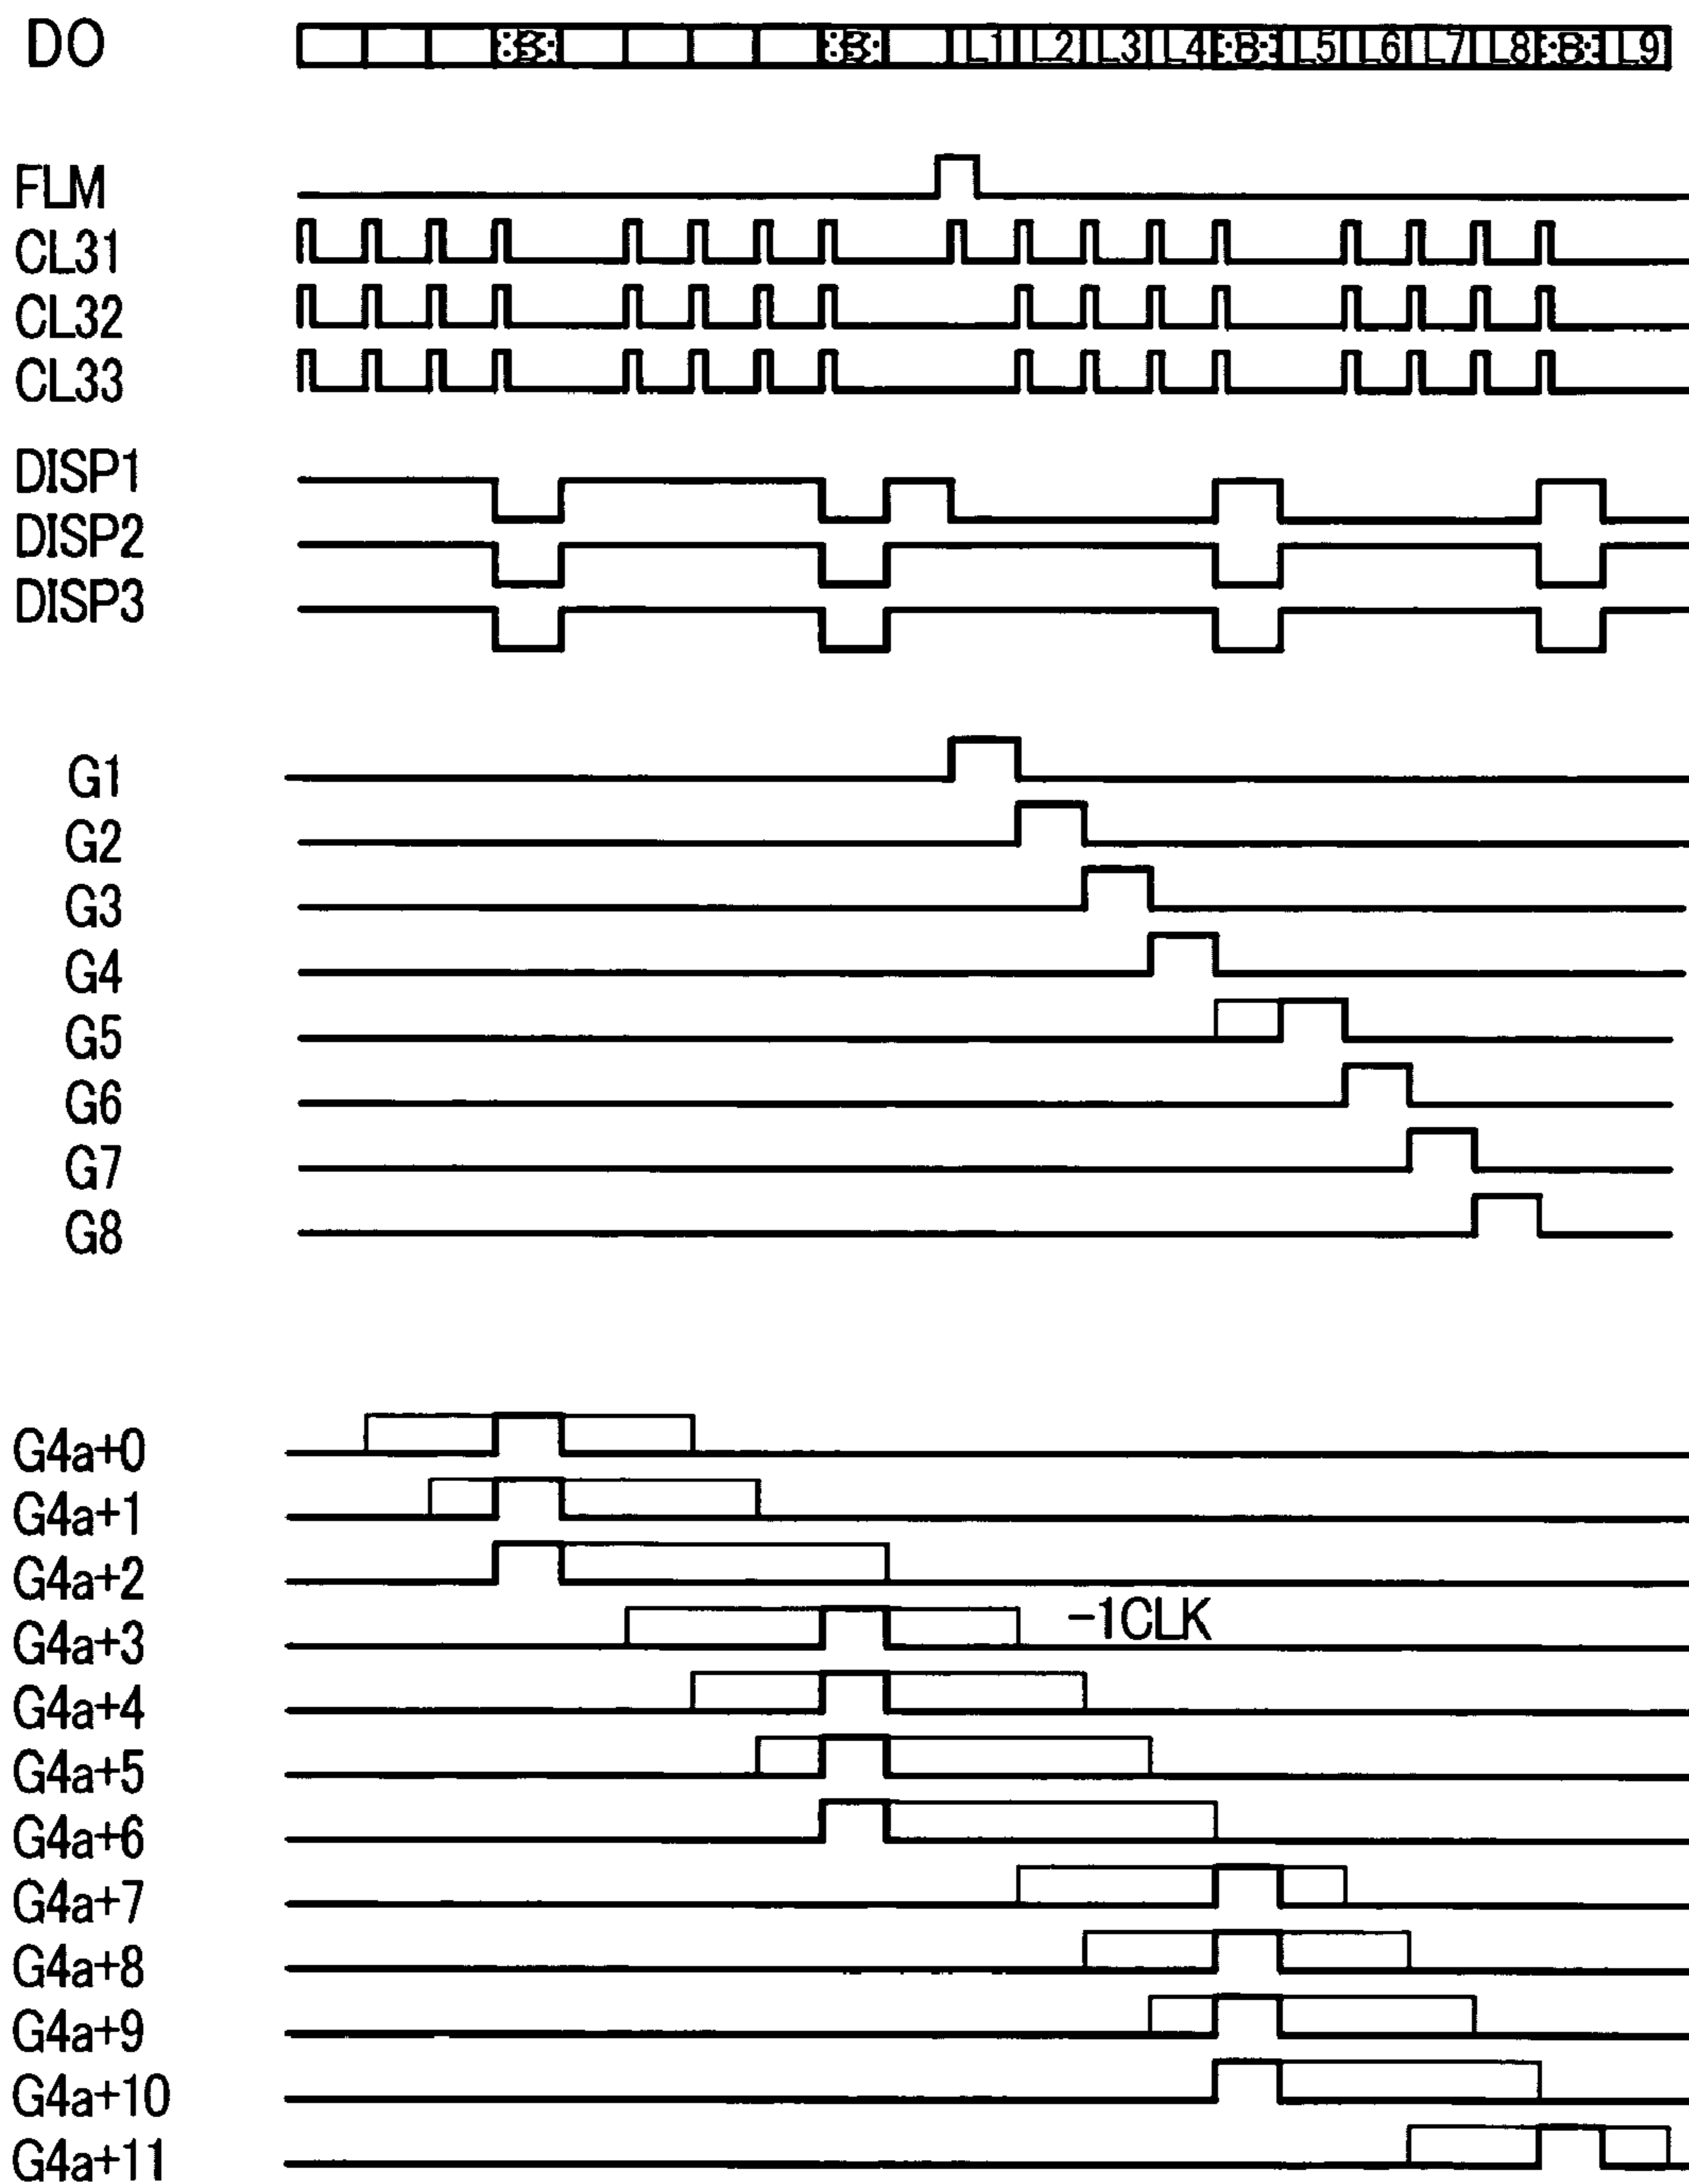 DO B B L1 L2 L3 L4 B L5 L6 L7 L8 B L9
FLM
CL31
CL32
CL33
DISP1
DISP2
DISP3
G1
G2
G3
G4
G5
G6
G7
G8
G4a+0
G4a+1
G4a+2
G4a+3 -1CLK
G4a+4
G4a+5
G4a+6
G4a+7
G4a+8
G4a+9
G4a+10
G4a+11